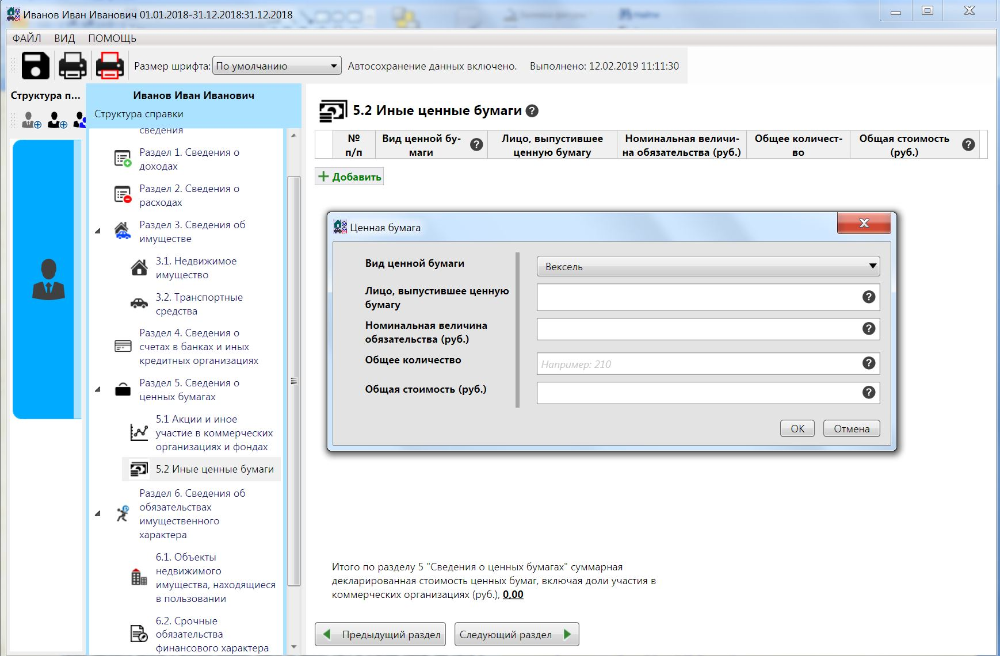 Иванов Иван Иванович 01.01.2018-31.12.2018:31.12.2018
ФАЙЛ ВИД ПОМОЩЬ
Размер шрифта: По умолчанию Автосохранение данных включено. Выполнено: 12.02.2019 11:11:30
Структура п...
Иванов Иван Иванович
Структура справки
сведения
Раздел 1. Сведения о
доходах
Раздел 2. Сведения о
расходах
Раздел 3. Сведения об
имуществе
3.1. Недвижимое
имущество
3.2. Транспортные
средства
Раздел 4. Сведения о
счетах в банках и иных
кредитных организациях
Раздел 5. Сведения о
ценных бумагах
5.1 Акции и иное
участие в коммерческих
организациях и фондах
5.2 Иные ценные бумаги
Раздел 6. Сведения об
обязательствах
имущественного
характера
6.1. Объекты
недвижимого
имущества, находящиеся
в пользовании
6.2. Срочные
обязательства
финансового характера
5.2 Иные ценные бумаги
№
п/п
Вид ценной бу-
маги
Лицо, выпустившее
ценную бумагу
Номинальная величи-
на обязательства (руб.)
Общее количест-
во
Общая стоимость
(руб.)
Добавить
Ценная бумага
Вид ценной бумаги
Вексель
Лицо, выпустившее ценную
бумагу
Номинальная величина
обязательства (руб.)
Общее количество
Например: 210
Общая стоимость (руб.)
ОК Отмена
Итого по разделу 5 "Сведения о ценных бумагах" суммарная
декларированная стоимость ценных бумаг, включая доли участия в
коммерческих организациях (руб.), 0,00
Предыдущий раздел Следующий раздел